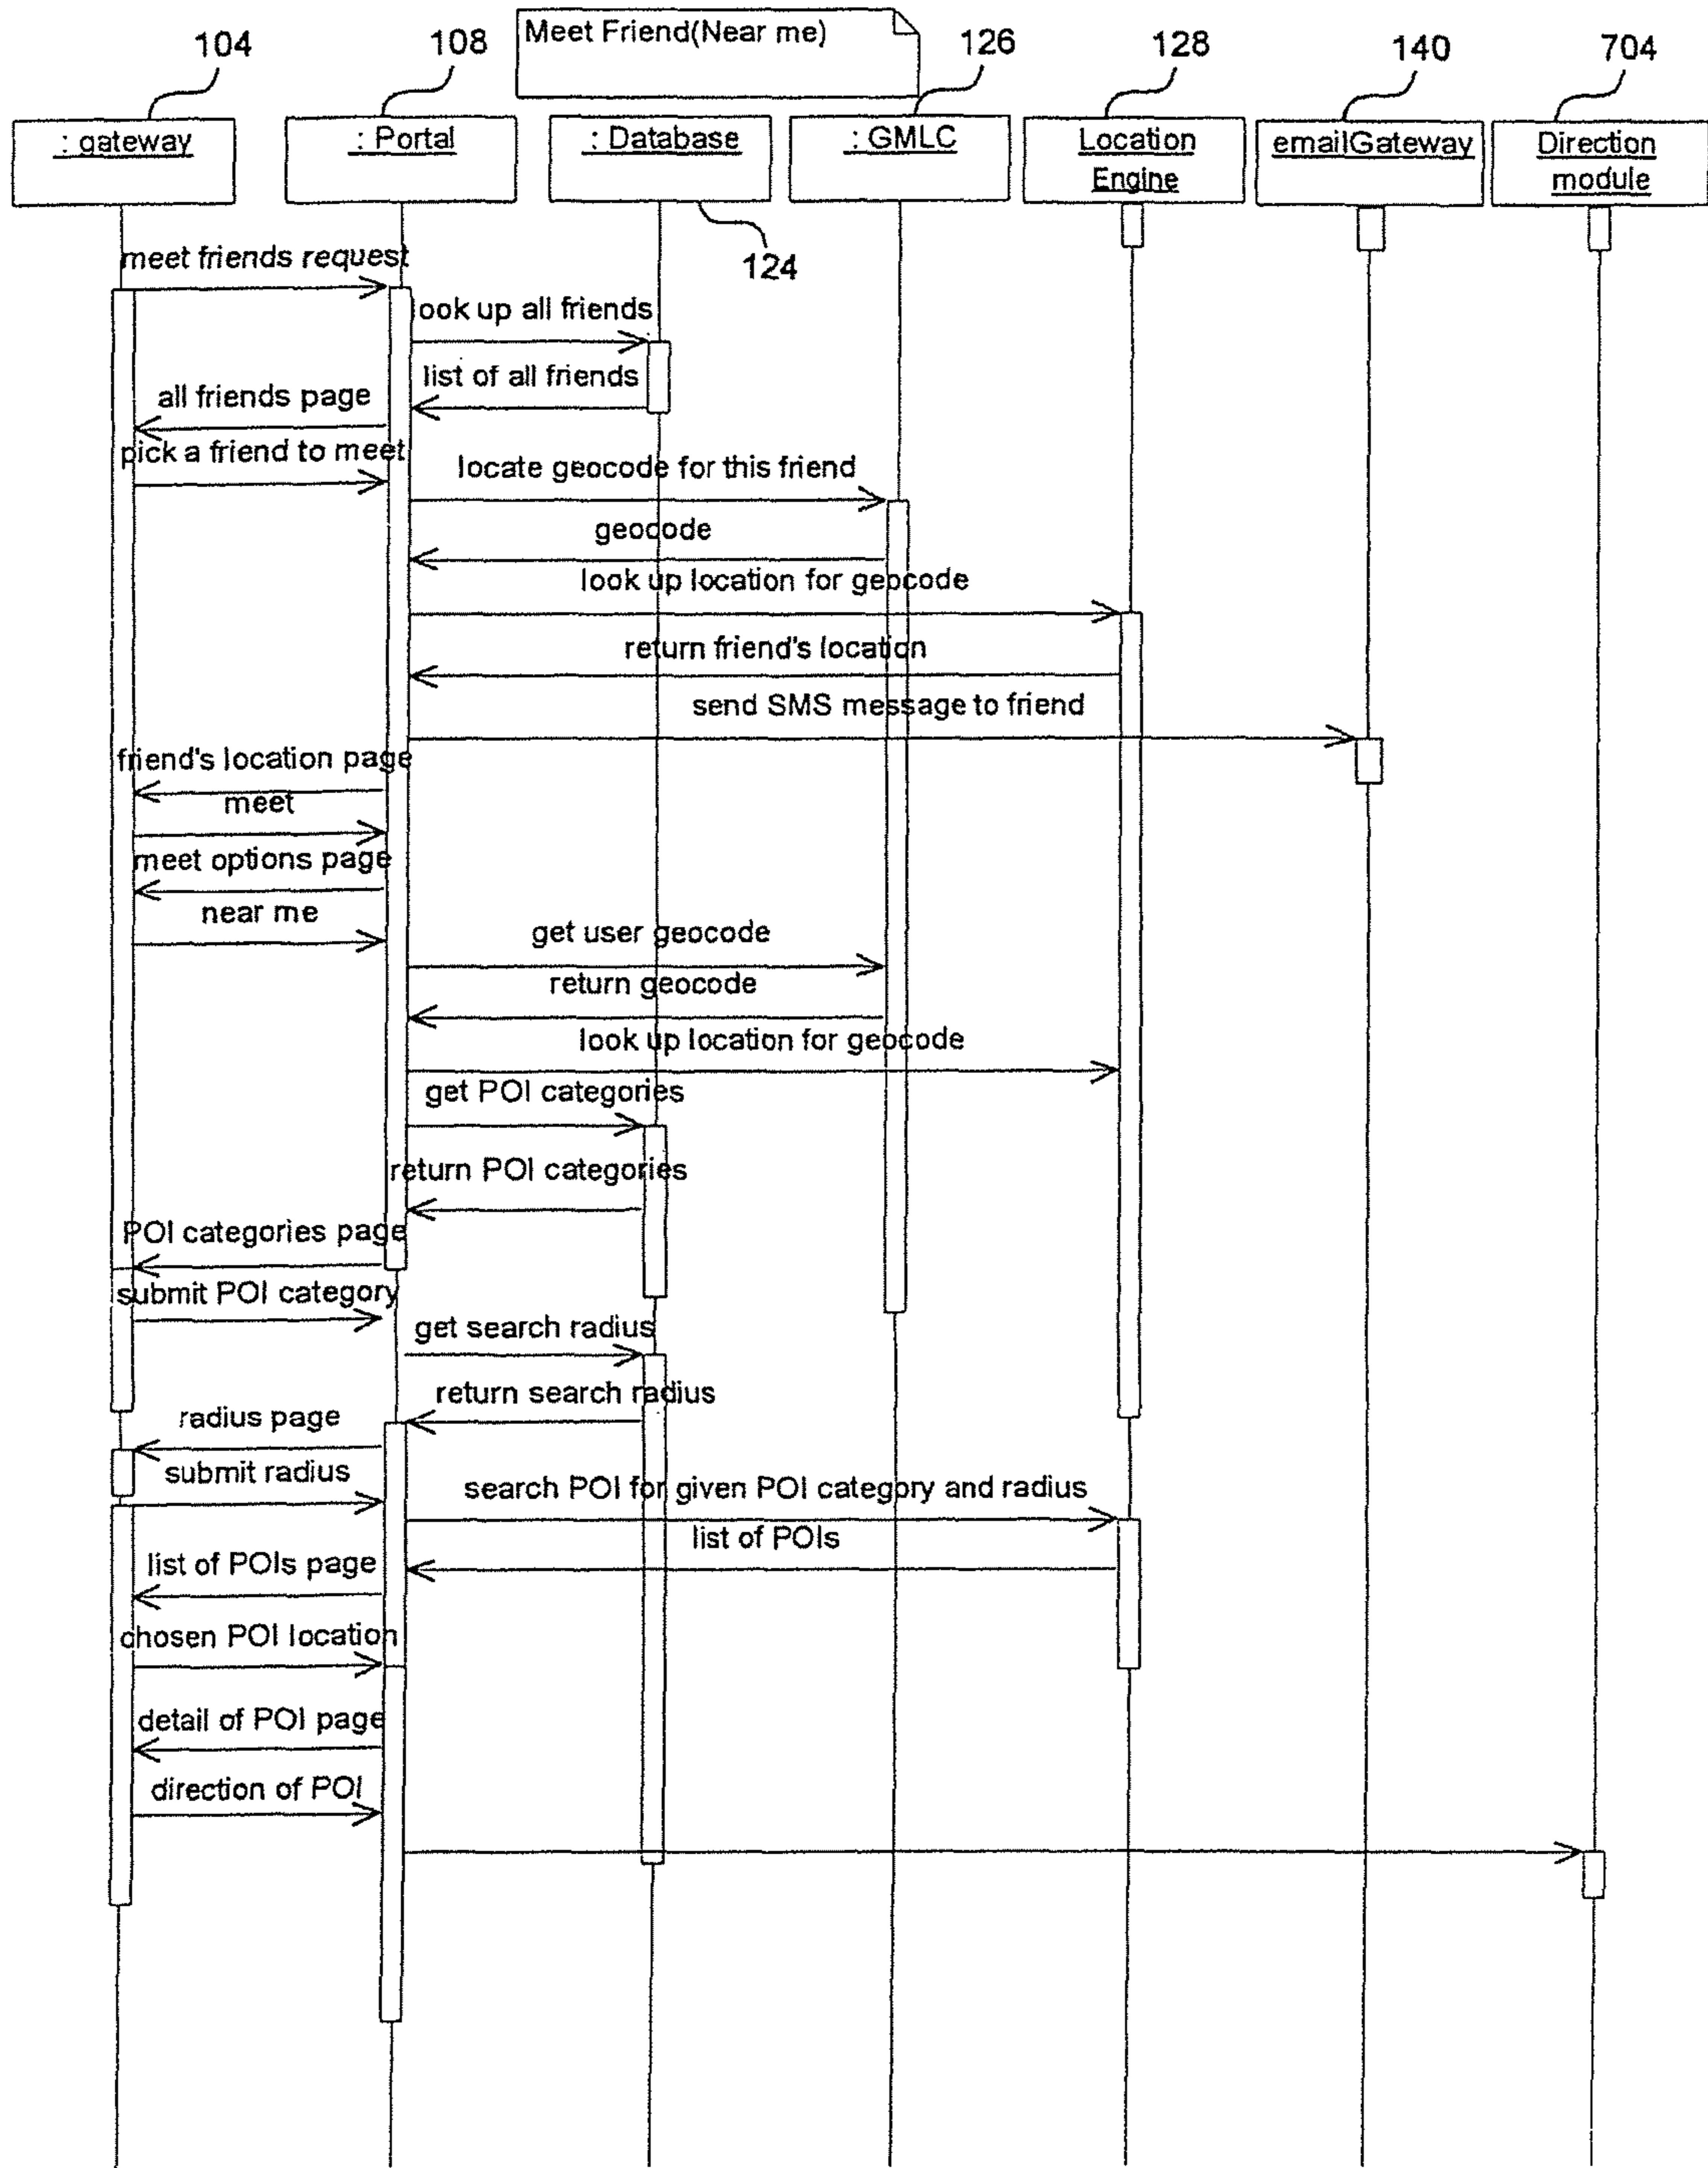 Meet Friend(Near me)
104
108
126
128
140
704
: gateway
: Portal
: Database
: GMLC
Location
Engine
emailGateway
Direction
module
124
meet friends request
ook up all friends
list of all friends
all friends page
pick a friend to meet
locate geocode for this friend
geocode
look up location for geocode
return friend's location
send SMS message to friend
friend's location page
meet
meet options page
near me
get user geocode
return geocode
look up location for geocode
get POI categories
return POI categories
POI categories page
submit POI category
get search radius
return search radius
radius page
submit radius
search POI for given POI category and radius
list of POIs
list of POIs page
chosen POI location
detail of POI page
direction of POI